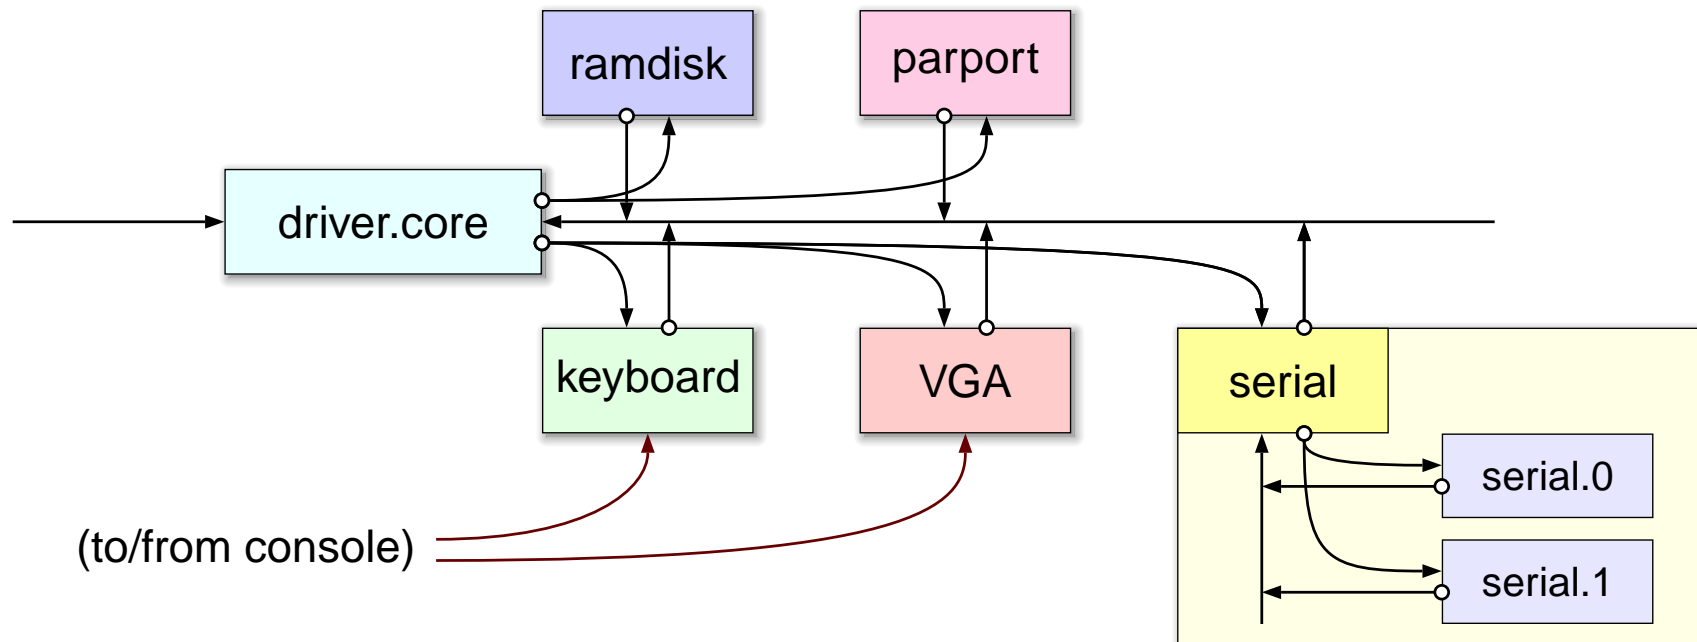 ramdisk
parport
driver.core
keyboard
VGA
serial
serial.0
(to/from console)
serial.1